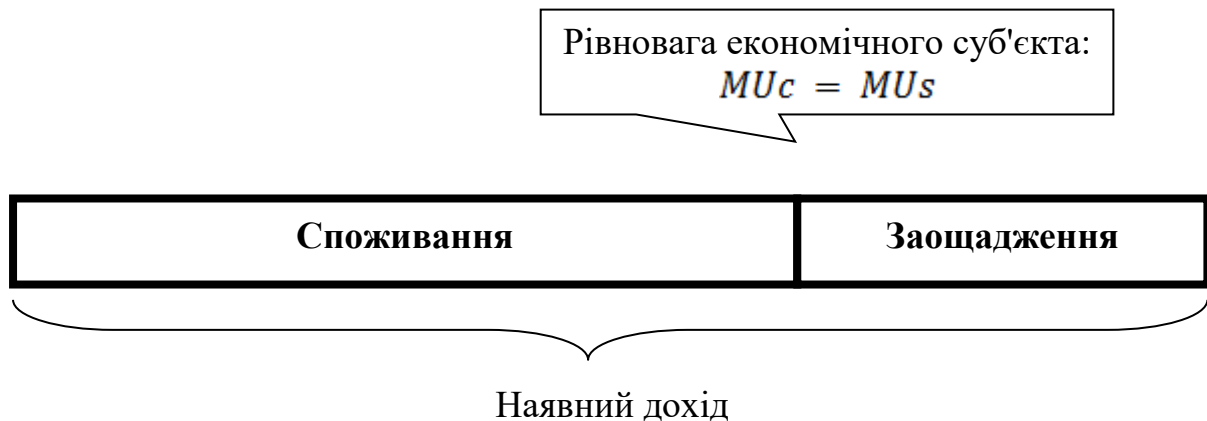 Рівновага економічного суб'єкта:
MUc = MUs
Споживання
Заощадження
Наявний дохід